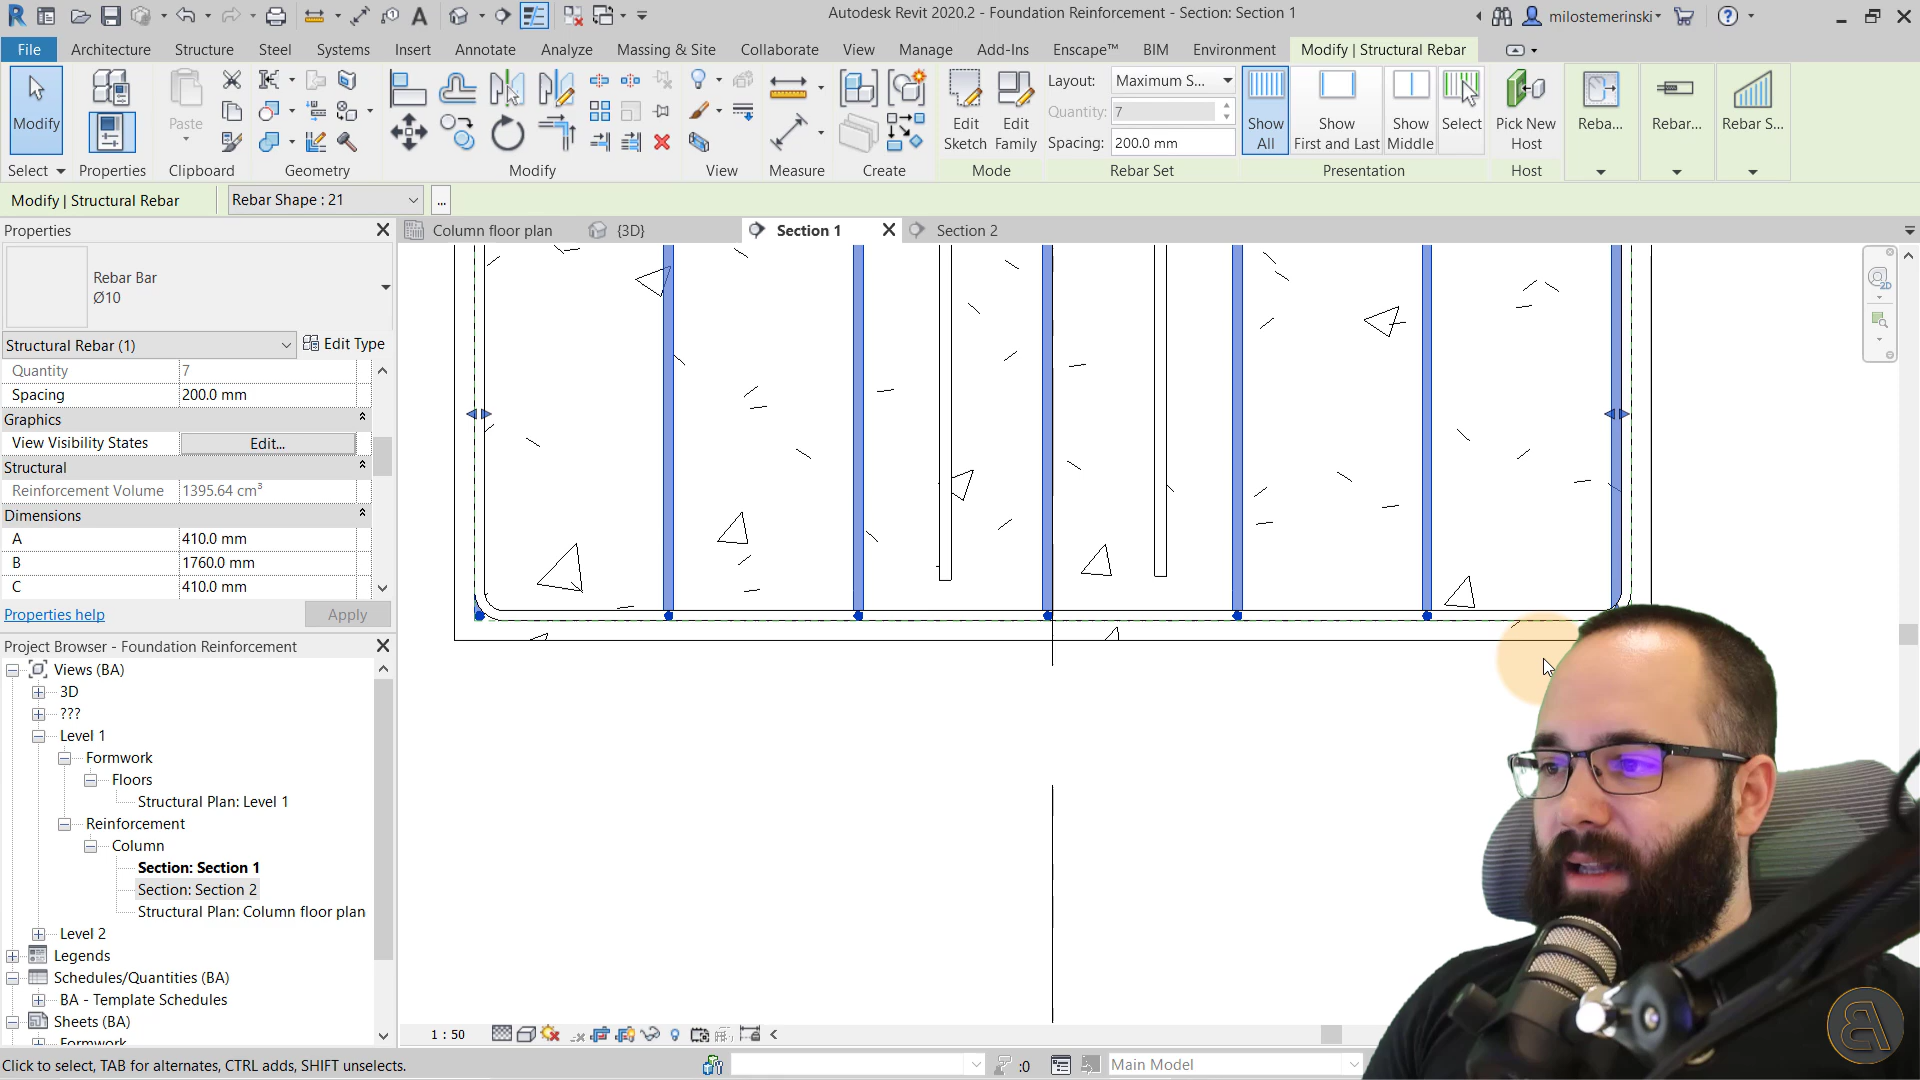 Autodesk Revit 2020.2 - Foundation Reinforcement - Section: Section 1
milostemerinski
File Architecture Structure Steel Systems Insert Annotate Analyze Massing & Site Collaborate View Manage Add-Ins Enscape™ BIM Environment Modify | Structural Rebar
Modify
Paste
Layout: Maximum S...
Quantity: 7
Spacing: 200.0 mm
Edit Sketch
Edit Family
Show All
Show First and Last
Show Middle
Select
Pick New Host
Reba...
Rebar...
Rebar S...
Select Properties Clipboard Geometry Modify View Measure Create Mode Rebar Set Presentation Host
Modify | Structural Rebar
Rebar Shape : 21
...
Properties
Column floor plan
{3D}
Section 1
Section 2
Rebar Bar
Ø10
Structural Rebar (1)
Edit Type
Quantity 7
Spacing 200.0 mm
Graphics
View Visibility States Edit...
Structural
Reinforcement Volume 1395.64 cm³
Dimensions
A 410.0 mm
B 1760.0 mm
C 410.0 mm
Properties help
Apply
Project Browser - Foundation Reinforcement
Views (BA)
3D
???
Level 1
Formwork
Floors
Structural Plan: Level 1
Reinforcement
Column
Section: Section 1
Section: Section 2
Structural Plan: Column floor plan
Level 2
Legends
Schedules/Quantities (BA)
BA - Template Schedules
Sheets (BA)
Formwork
2D
1 : 50
Click to select, TAB for alternates, CTRL adds, SHIFT unselects.
:0
Main Model